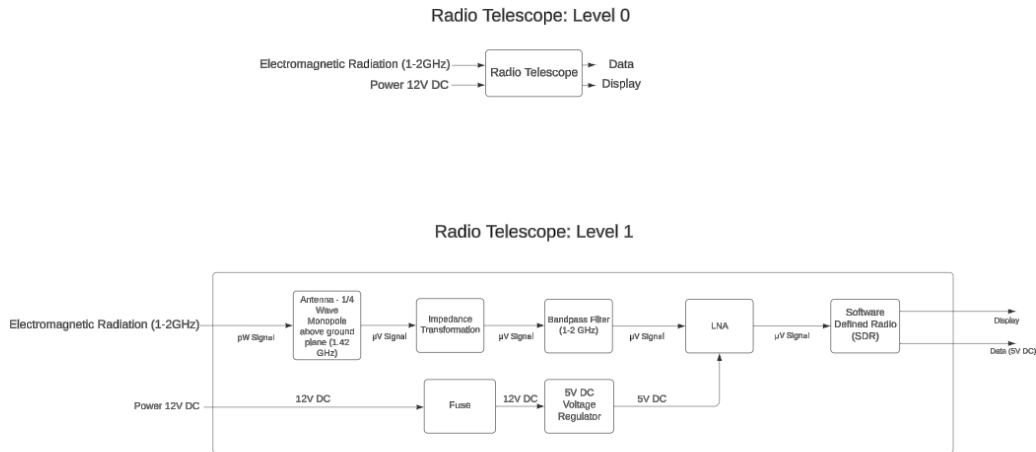 Radio Telescope: Level 0
Electromagnetic Radiation (1-2GHz)
Power 12V DC
Radio Telescope
Data
Display
Radio Telescope: Level 1
Electromagnetic Radiation (1-2GHz)
pW Signal
Antenna - 1/4
Wave
Monopole
above ground
plane (1.42
GHz)
μV Signal
Impedance
Transformation
μV Signal
Bandpass Filter
(1-2 GHz)
μV Signal
LNA
μV Signal
Software
Defined Radio
(SDR)
Display
Data (5V DC)
Power 12V DC
12V DC
Fuse
12V DC
5V DC
Voltage
Regulator
5V DC